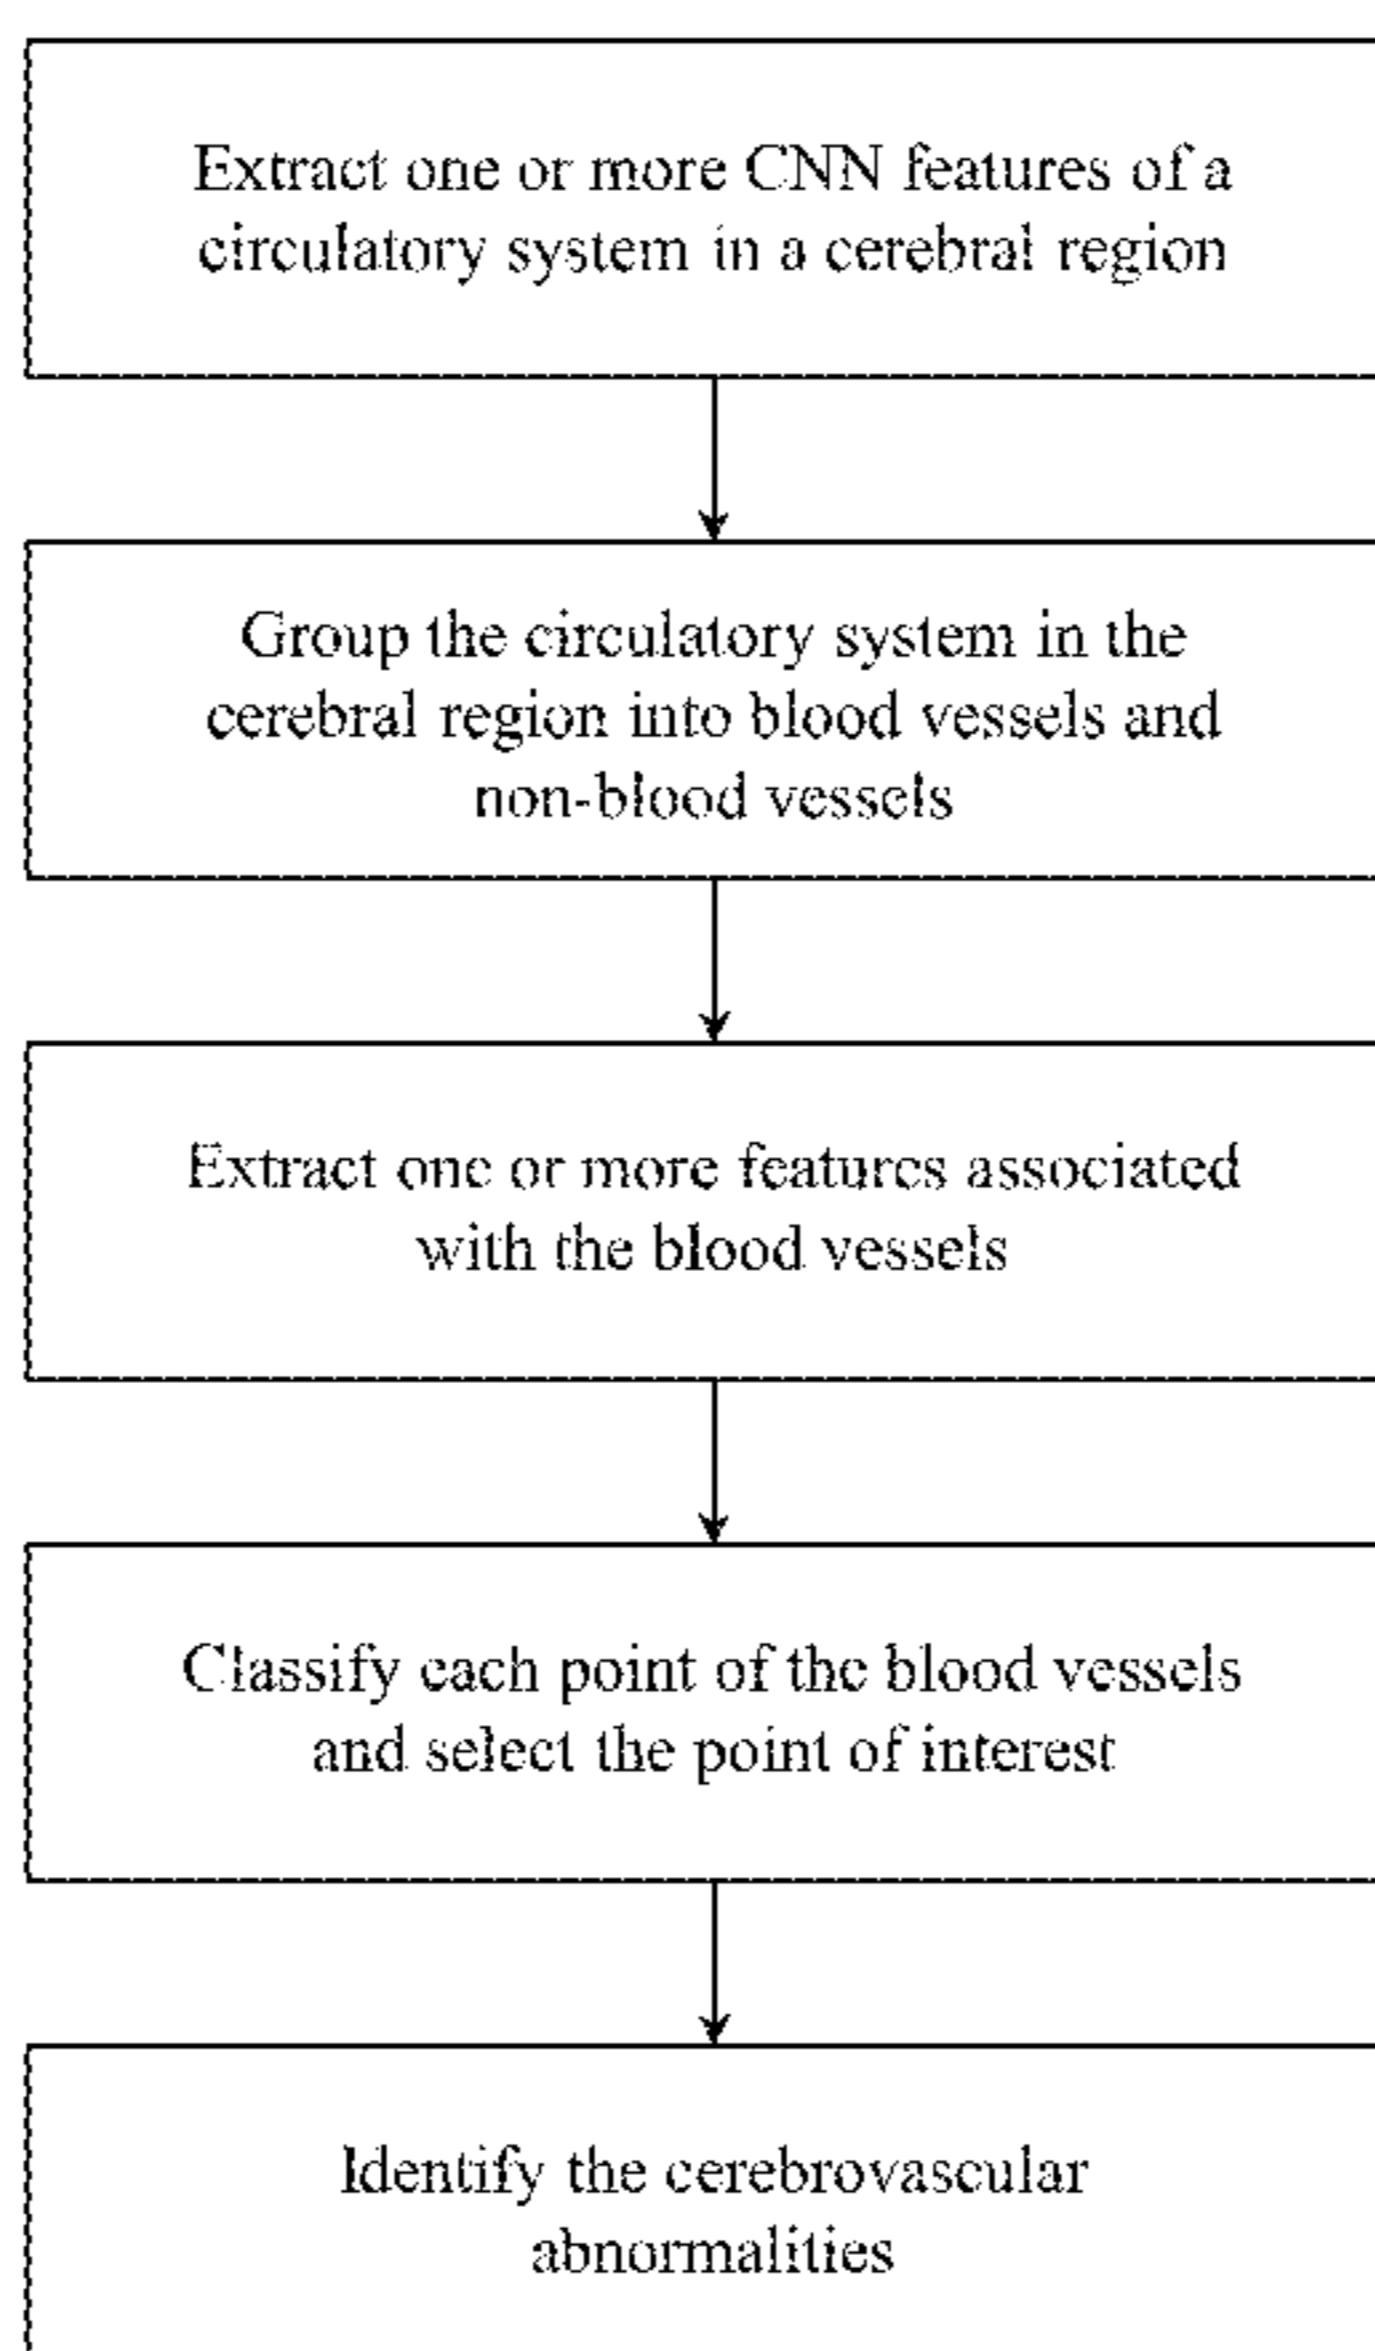 Extract one or more CNN features of a
circulatory system in a cerebral region
Group the circulatory system in the
cerebral region into blood vessels and
non-blood vessels
Extract one or more features associated
with the blood vessels
Classify each point of the blood vessels
and select the point of interest
Identify the cerebrovascular
abnormalities